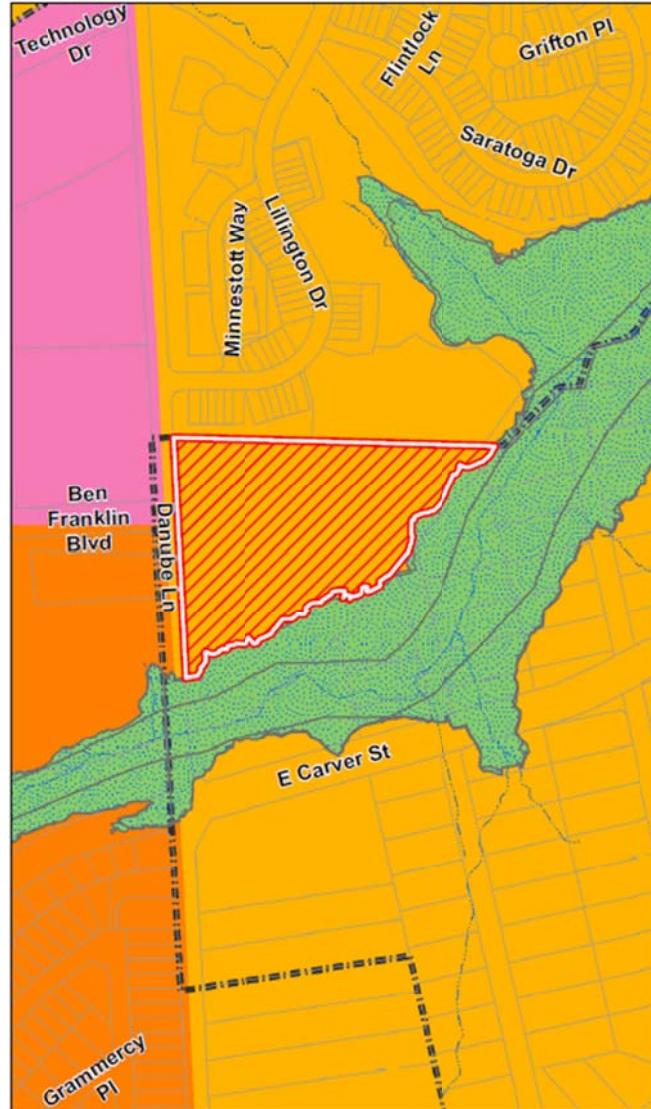 Technology
Dr
Flintlock
Ln
Grifton Pl
Saratoga Dr
Minnestott Way
Lillington Dr
Ben
Franklin
Blvd
Danube Ln
E Carver St
Grammercy
Pl